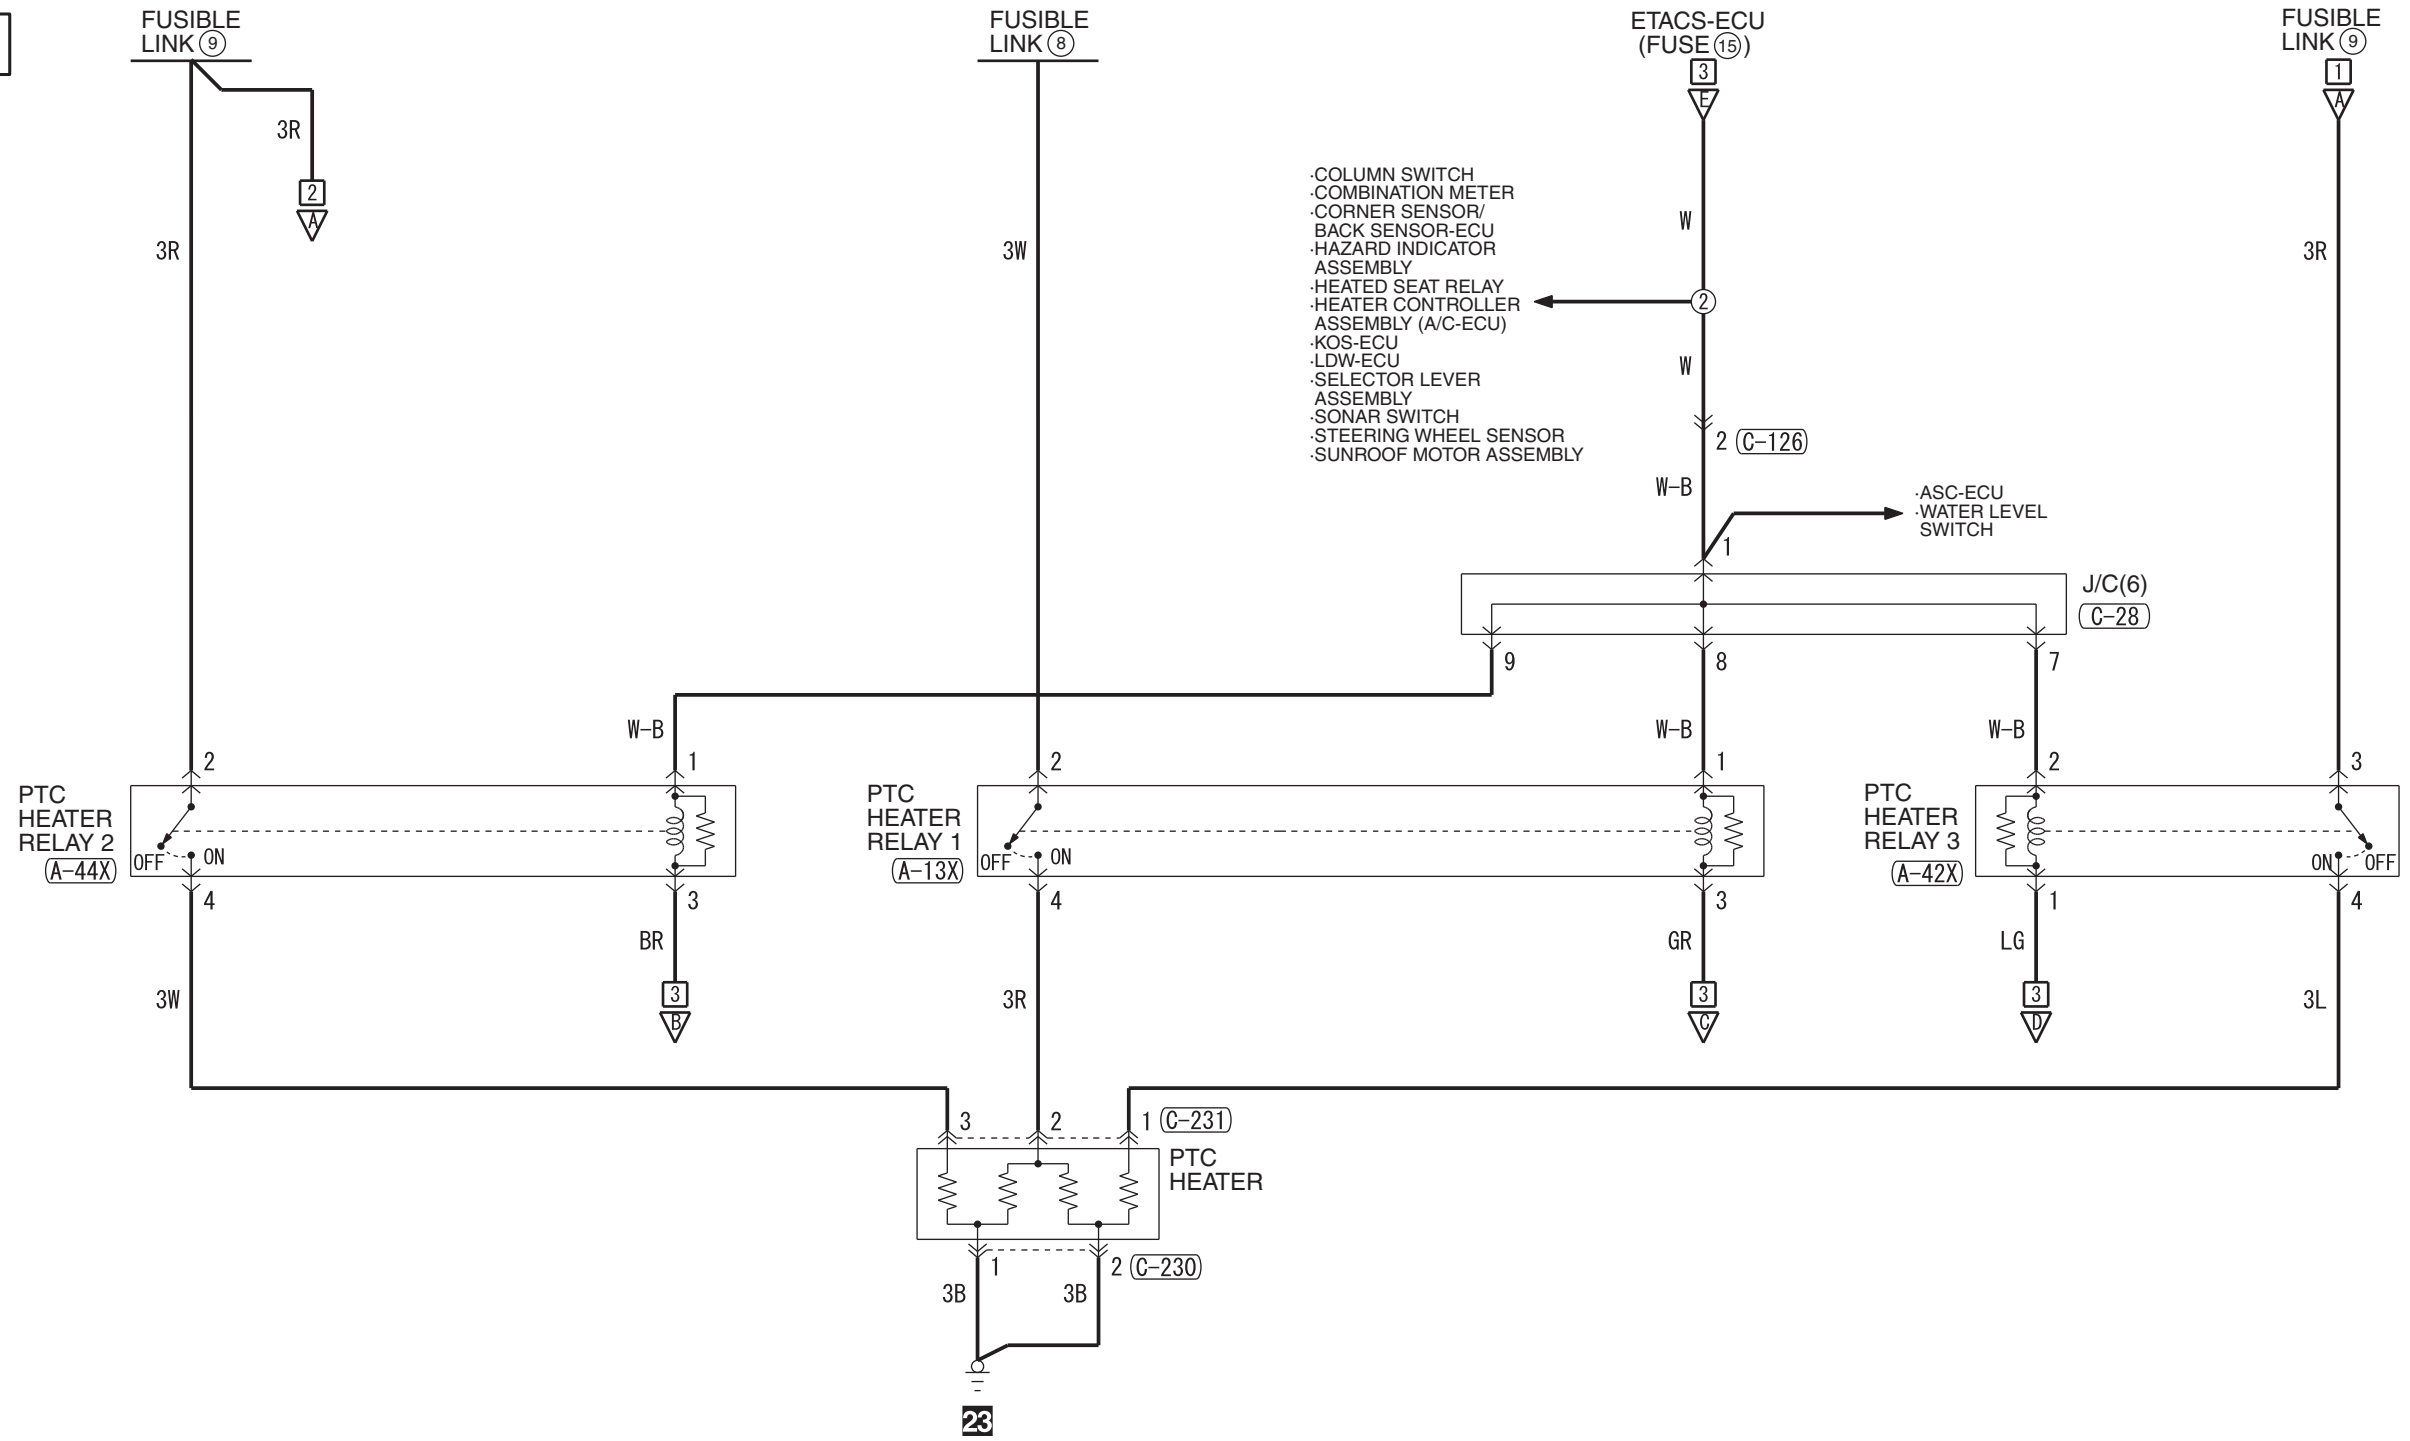 FUSIBLE
LINK 9
FUSIBLE
LINK 8
ETACS-ECU
(FUSE 15)
3
E
FUSIBLE
LINK 9
1
A
3R
2
A
3R
3W
W
3R
·COLUMN SWITCH
·COMBINATION METER
·CORNER SENSOR/
BACK SENSOR-ECU
·HAZARD INDICATOR
ASSEMBLY
·HEATED SEAT RELAY
·HEATER CONTROLLER
ASSEMBLY (A/C-ECU)
·KOS-ECU
·LDW-ECU
·SELECTOR LEVER
ASSEMBLY
·SONAR SWITCH
·STEERING WHEEL SENSOR
·SUNROOF MOTOR ASSEMBLY
2
W
2 C-126
W-B
·ASC-ECU
·WATER LEVEL
SWITCH
1
J/C(6)
C-28
9 8 7
W-B W-B W-B
2 1 2 1 2 3
PTC
HEATER
RELAY 2
A-44X
OFF ON
PTC
HEATER
RELAY 1
A-13X
OFF ON
PTC
HEATER
RELAY 3
A-42X
ON OFF
4 3 4 3 1 4
BR GR LG
3W 3R 3L
3
B
3
C
3
D
3 2 1 C-231
PTC
HEATER
1 2 C-230
3B 3B
23